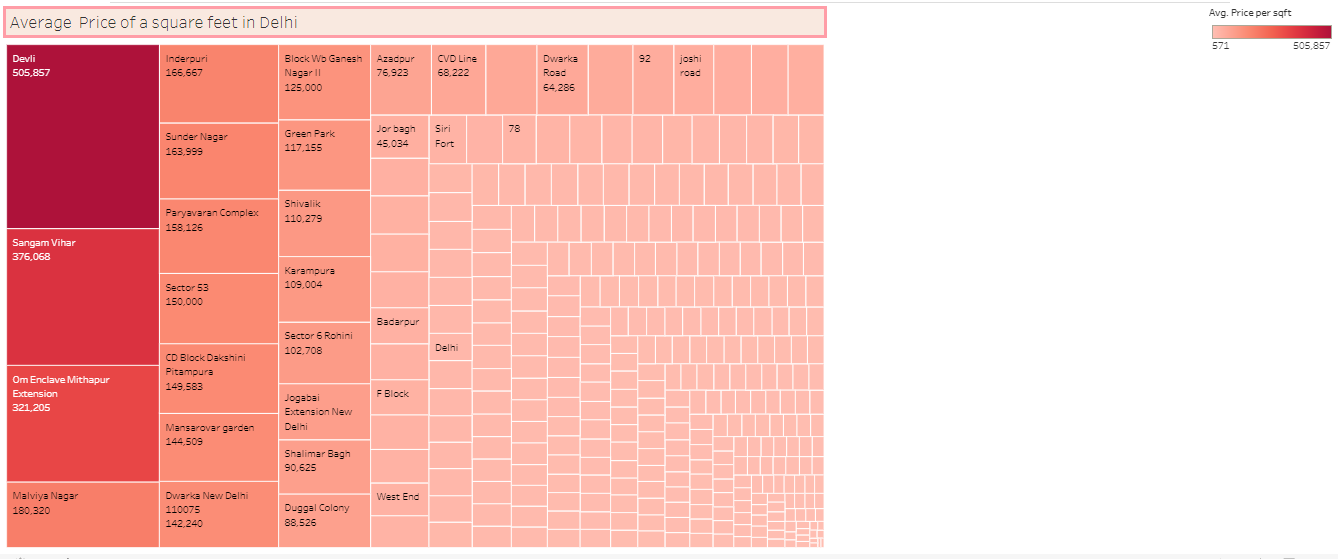 Average Price of a square feet in Delhi
Avg. Price per sqft
571
505,857
Devli
505,857
Sangam Vihar
376,068
Om Enclave Mithapur
Extension
321,205
Malviya Nagar
180,320
Inderpuri
166,667
Sunder Nagar
163,999
Paryavaran Complex
158,126
Sector 53
150,000
CD Block Dakshini
Pitampura
149,583
Mansarovar garden
144,509
Dwarka New Delhi
110075
142,240
Block Wb Ganesh
Nagar II
125,000
Green Park
117,155
Shivalik
110,279
Karampura
109,004
Sector 6 Rohini
102,708
Jogabai
Extension New
Delhi
Shalimar Bagh
90,625
Duggal Colony
88,526
Azadpur
76,923
Jor bagh
45,034
Badarpur
F Block
West End
CVD Line
68,222
Siri
Fort
Delhi
Dwarka
Road
64,286
78
92
joshi
road